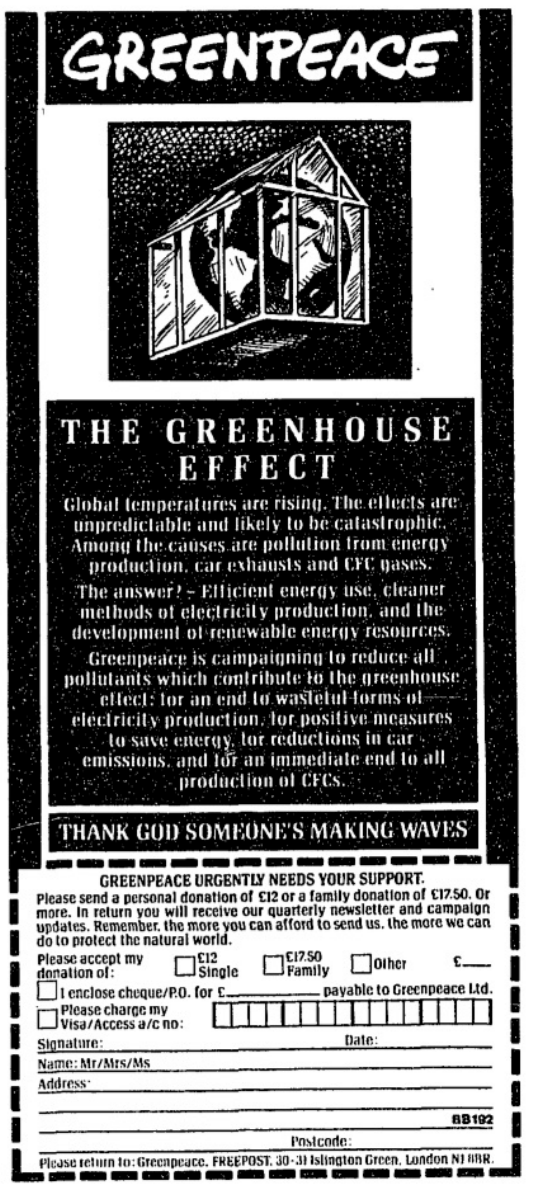 GREENPEACE
THE GREENHOUSE
EFFECT
Global temperatures are rising. The effects are
unpredictable and likely to be catastrophic.
Among the causes are pollution from energy
production, car exhausts and CFC gases.
The answer? – Efficient energy use, cleaner
methods of electricity production, and the
development of renewable energy resources.
Greenpeace is campaigning to reduce all
pollutants which contribute to the greenhouse
effect: for an end to wasteful forms of
electricity production, for positive measures
to save energy, for reductions in car
emissions, and for an immediate end to all
production of CFCs.
THANK GOD SOMEONE'S MAKING WAVES
GREENPEACE URGENTLY NEEDS YOUR SUPPORT.
Please send a personal donation of £12 or a family donation of £17.50. Or
more. In return you will receive our quarterly newsletter and campaign
updates. Remember, the more you can afford to send us, the more we can
do to protect the natural world.
Please accept my donation of: £12 Single £17.50 Family Other £
I enclose cheque/P.O. for £ payable to Greenpeace Ltd.
Please charge my
Visa/Access a/c no:
Signature: Date:
Name: Mr/Mrs/Ms
Address:
BB192
Postcode:
Please return to: Greenpeace, FREEPOST, 30-31 Islington Green, London N1 8BR.